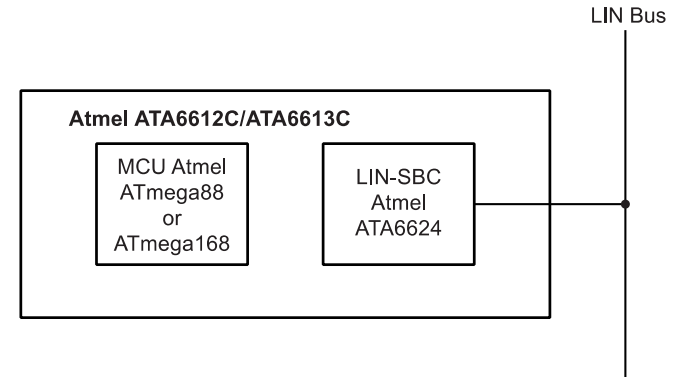 LIN Bus
Atmel ATA6612C/ATA6613C
MCU Atmel
ATmega88
or
ATmega168
LIN-SBC
Atmel
ATA6624